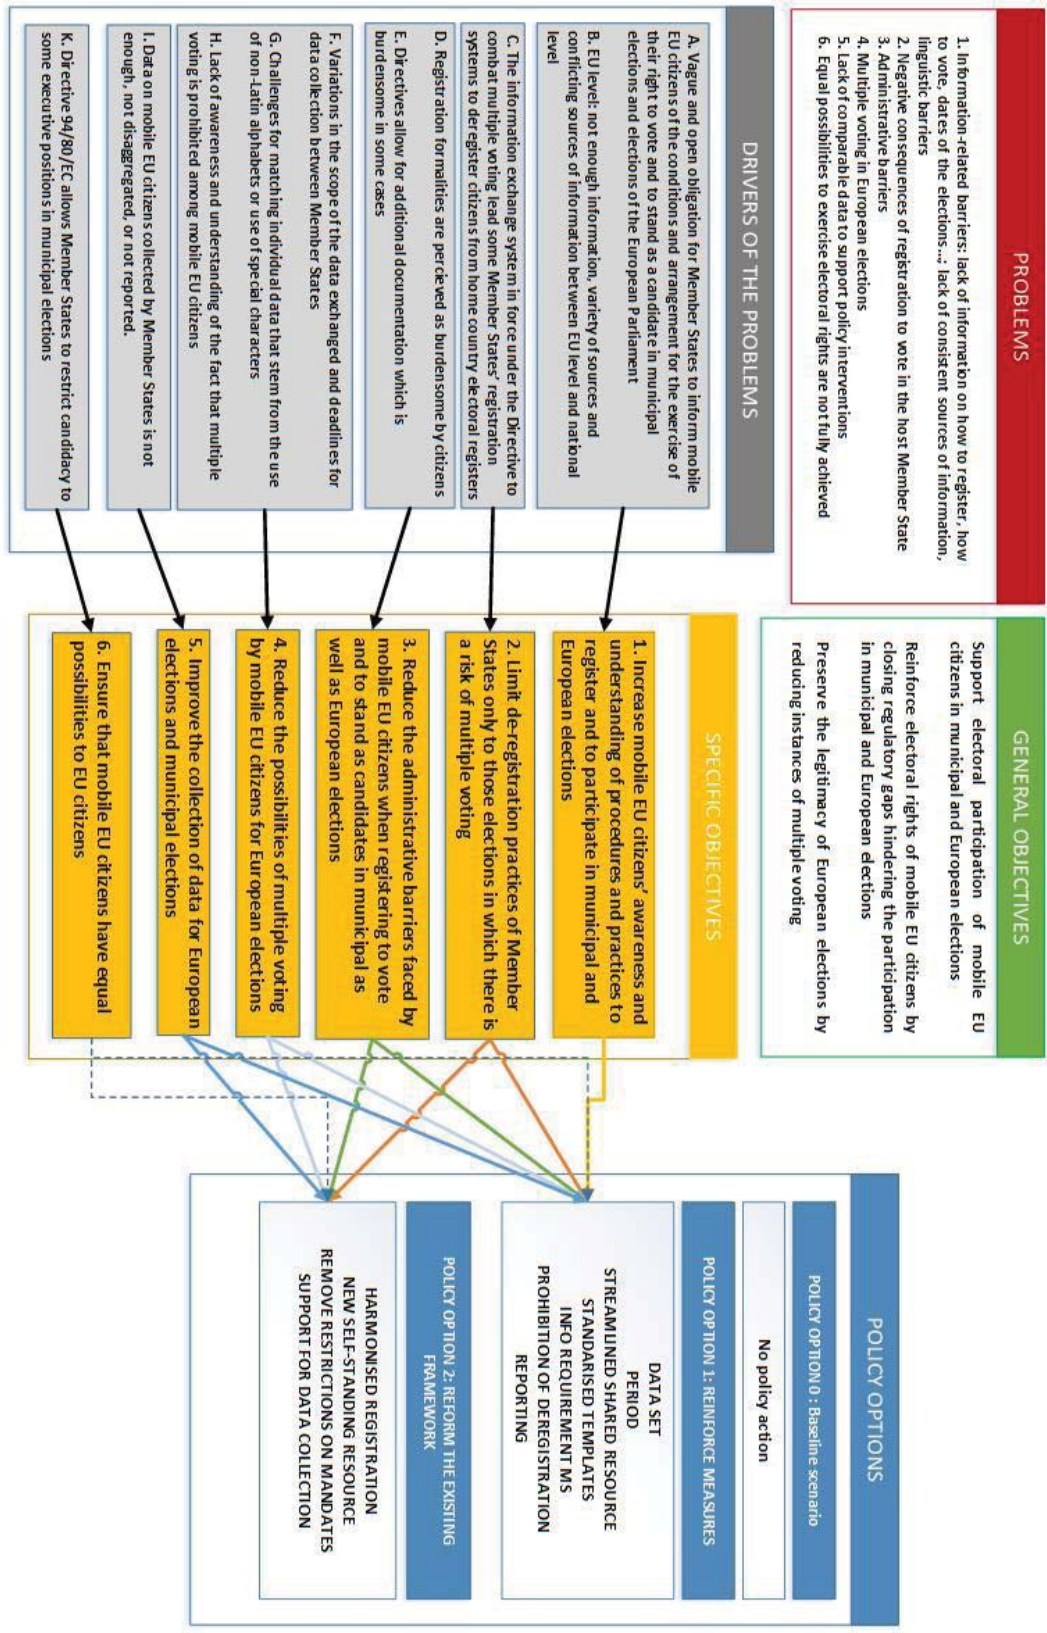 PROBLEMS
1. Information-related barriers: lack of information on how to register, how
to vote, dates of the elections...; lack of consistent sources of information,
linguistic barriers
2. Negative consequences of registration to vote in the host Member State
3. Administrative barriers
4. Multiple voting in European elections
5. Lack of comparable data to support policy interventions
6. Equal possibilities to exercise electoral rights are not fully achieved
DRIVERS OF THE PROBLEMS
A. Vague and open obligation for Member States to inform mobile
EU citizens of the conditions and arrangement for the exercise of
their right to vote and to stand as a candidate in municipal
elections and elections of the European Parliament
B. EU level: not enough information, variety of sources and
conflicting sources of information between EU level and national
level
C. The information exchange system in force under the Directive to
combat multiple voting lead some Member States' registration
systems to deregister citizens from home country electoral registers
D. Registration formalities are percieved as burdensome by citizens
E. Directives allow for additional documentation which is
burdensome in some cases
F. Variations in the scope of the data exchanged and deadlines for
data collection between Member States
G. Challenges for matching individual data that stem from the use
of non-Latin alphabets or use of special characters
H. Lack of awareness and understanding of the fact that multiple
voting is prohibited among mobile EU citizens
I. Data on mobile EU citizens collected by Member States is not
enough, not disaggregated, or not reported.
K. Directive 94/80/EC allows Member States to restrict candidacy to
some executive positions in municipal elections
GENERAL OBJECTIVES
Support electoral participation of mobile EU
citizens in municipal and European elections
Reinforce electoral rights of mobile EU citizens by
closing regulatory gaps hindering the participation
in municipal and European elections
Preserve the legitimacy of European elections by
reducing instances of multiple voting
SPECIFIC OBJECTIVES
1. Increase mobile EU citizens' awareness and
understanding of procedures and practices to
register and to participate in municipal and
European elections
2. Limit de-registration practices of Member
States only to those elections in which there is
a risk of multiple voting
3. Reduce the administrative barriers faced by
mobile EU citizens when registering to vote
and to stand as candidates in municipal as
well as European elections
4. Reduce the possibilities of multiple voting
by mobile EU citizens for European elections
5. Improve the collection of data for European
elections and municipal elections
6. Ensure that mobile EU citizens have equal
possibilities to EU citizens
POLICY OPTIONS
POLICY OPTION 0 : Baseline scenario
No policy action
POLICY OPTION 1: REINFORCE MEASURES
DATA SET
PERIOD
STREAMLINED SHARED RESOURCE
STANDARISED TEMPLATES
INFO REQUIREMENT MS
PROHIBITION OF DEREGISTRATION
REPORTING
POLICY OPTION 2: REFORM THE EXISTING
FRAMEWORK
HARMONISED REGISTRATION
NEW SELF-STANDING RESOURCE
REMOVE RESTRICTIONS ON MANDATES
SUPPORT FOR DATA COLLECTION